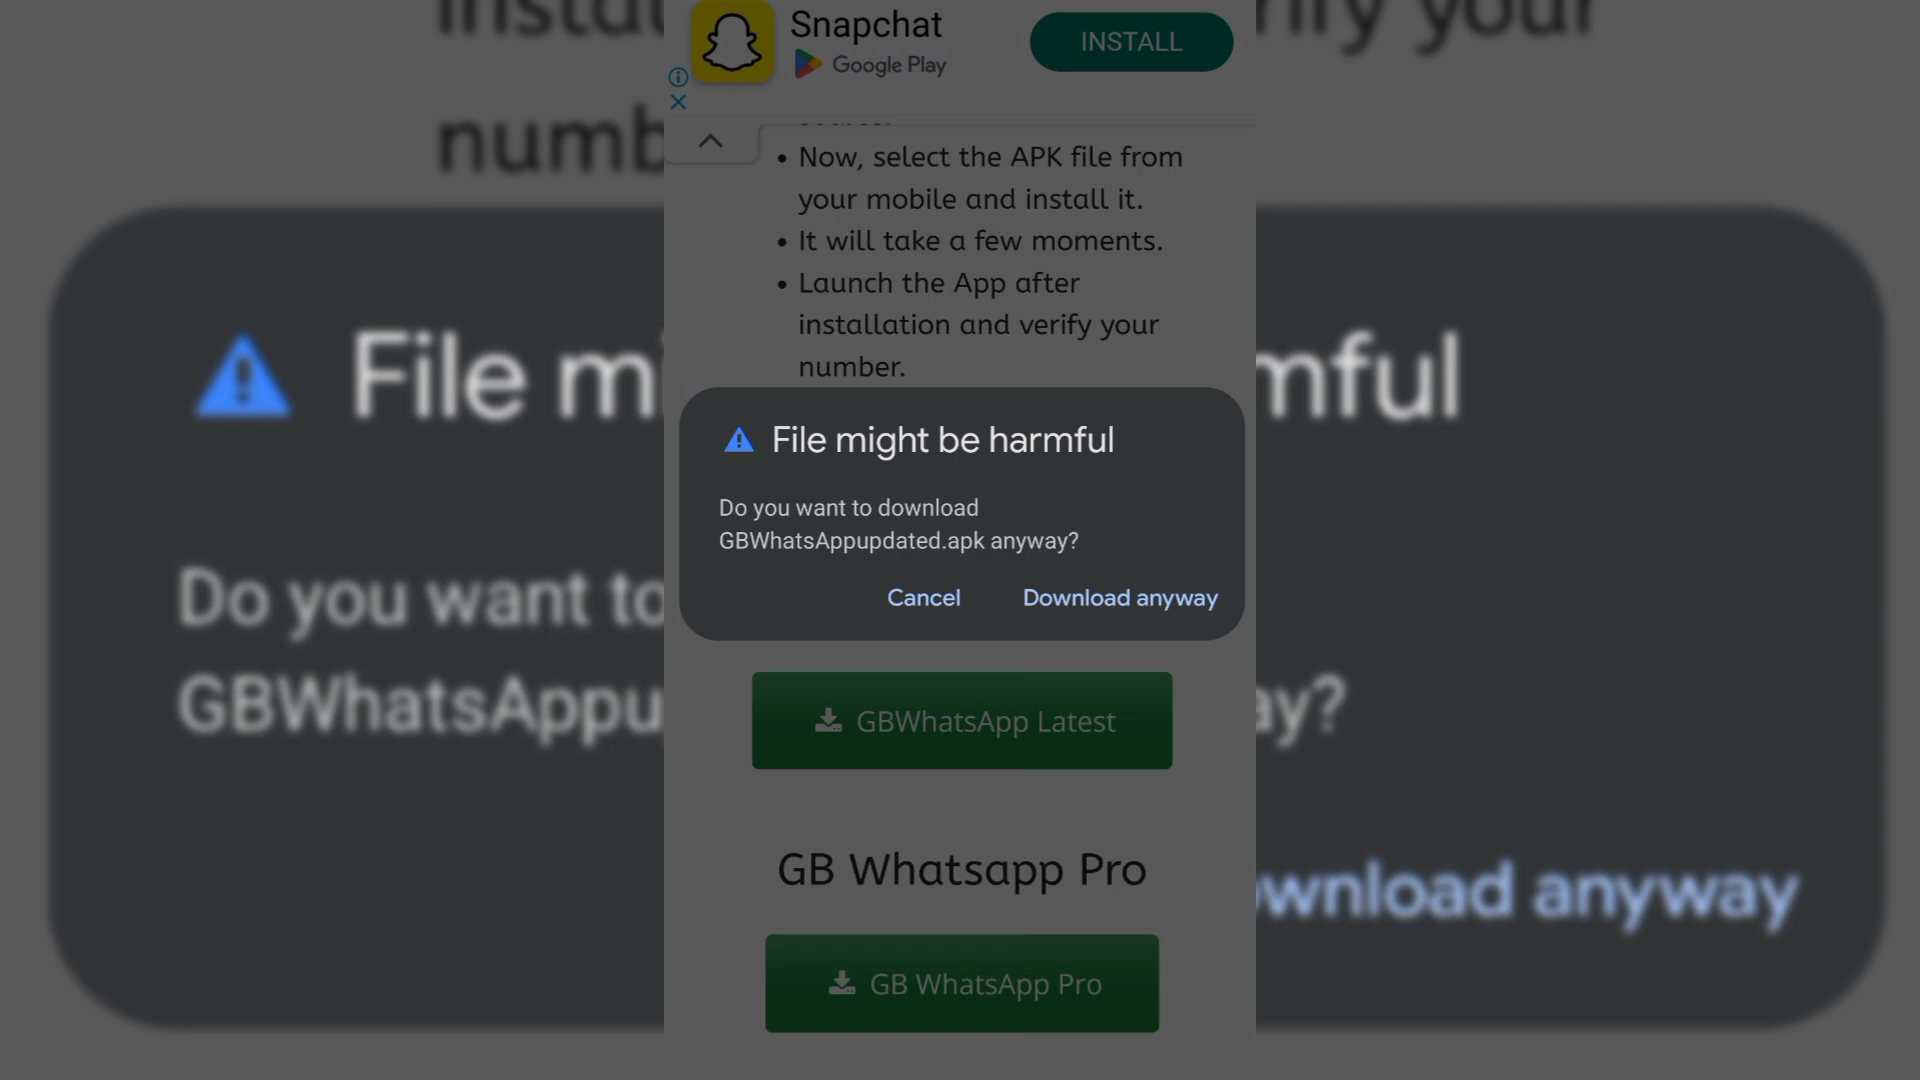 Snapchat
Google Play
INSTALL
Now, select the APK file from
your mobile and install it.
It will take a few moments.
Launch the App after
installation and verify your
number.
File might be harmful
Do you want to download
GBWhatsAppupdated.apk anyway?
Cancel Download anyway
GBWhatsApp Latest
GB Whatsapp Pro
GB WhatsApp Pro